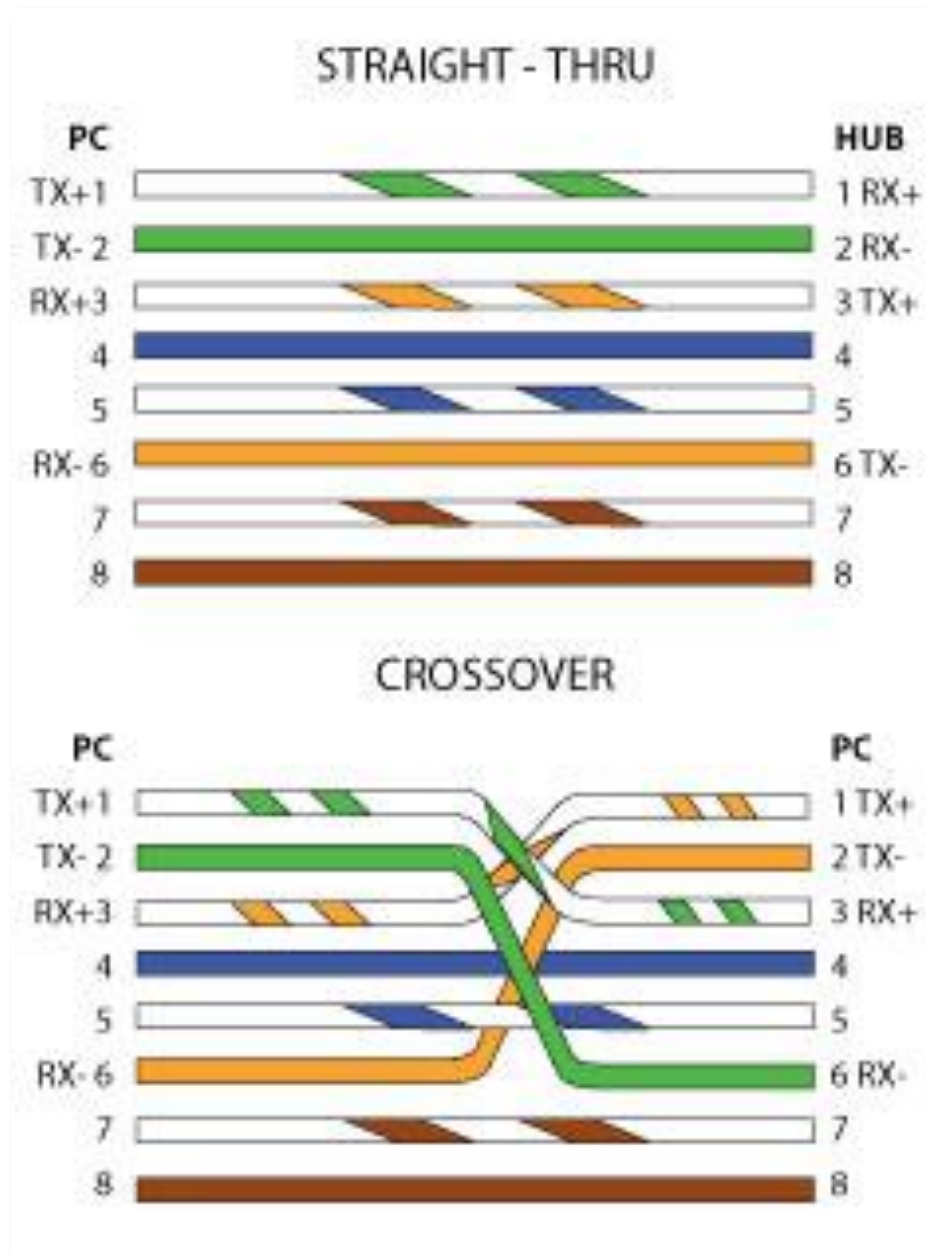 STRAIGHT - THRU
PC HUB
TX+1 1 RX+
TX- 2 2 RX-
RX+3 3 TX+
4 4
5 5
RX- 6 6 TX-
7 7
8 8
CROSSOVER
PC PC
TX+1 1 TX+
TX- 2 2 TX-
RX+3 3 RX+
4 4
5 5
RX- 6 6 RX-
7 7
8 8